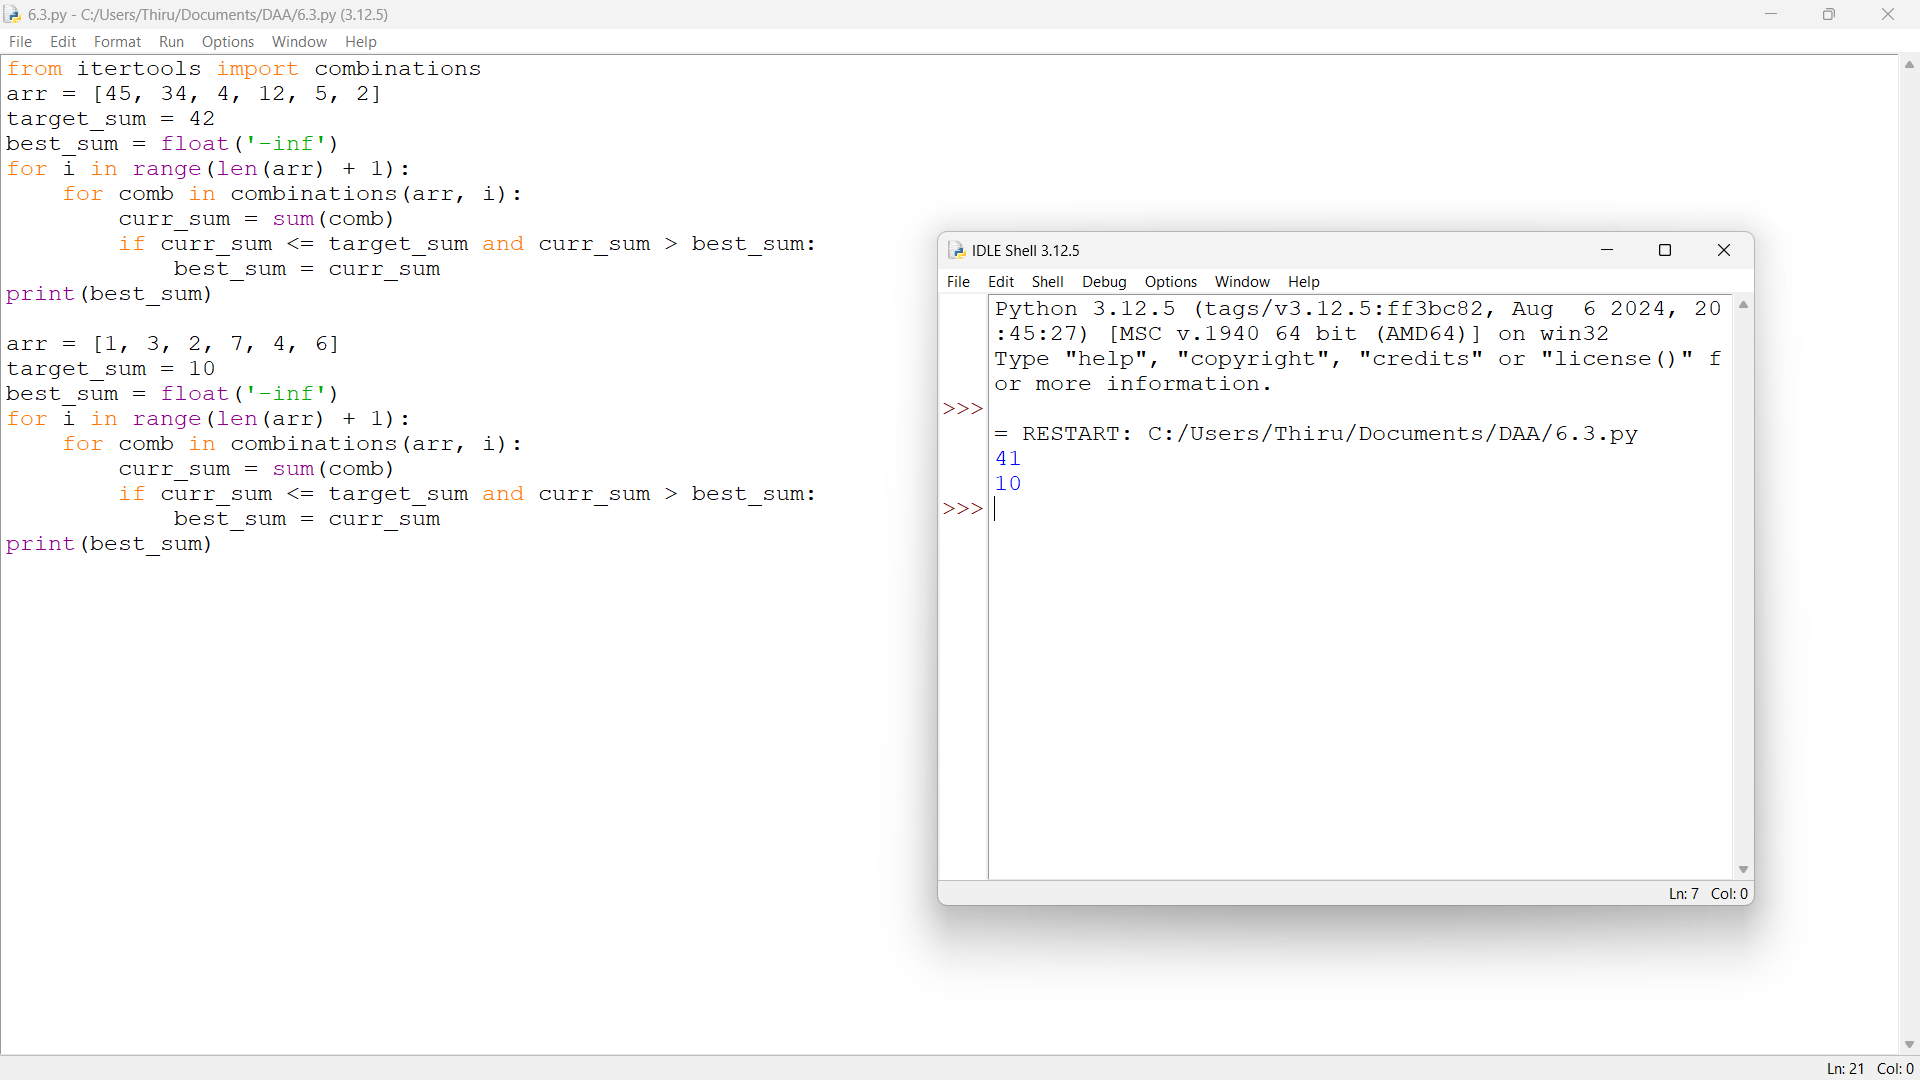 6.3.py - C:/Users/Thiru/Documents/DAA/6.3.py (3.12.5)
File Edit Format Run Options Window Help
from itertools import combinations
arr = [45, 34, 4, 12, 5, 2]
target_sum = 42
best_sum = float('-inf')
for i in range(len(arr) + 1):
    for comb in combinations(arr, i):
        curr_sum = sum(comb)
        if curr_sum <= target_sum and curr_sum > best_sum:
            best_sum = curr_sum
print(best_sum)

arr = [1, 3, 2, 7, 4, 6]
target_sum = 10
best_sum = float('-inf')
for i in range(len(arr) + 1):
    for comb in combinations(arr, i):
        curr_sum = sum(comb)
        if curr_sum <= target_sum and curr_sum > best_sum:
            best_sum = curr_sum
print(best_sum)
IDLE Shell 3.12.5
File Edit Shell Debug Options Window Help
Python 3.12.5 (tags/v3.12.5:ff3bc82, Aug  6 2024, 20
:45:27) [MSC v.1940 64 bit (AMD64)] on win32
Type "help", "copyright", "credits" or "license()" f
or more information.
>>>
= RESTART: C:/Users/Thiru/Documents/DAA/6.3.py
41
10
>>>
Ln: 7 Col: 0
Ln: 21 Col: 0